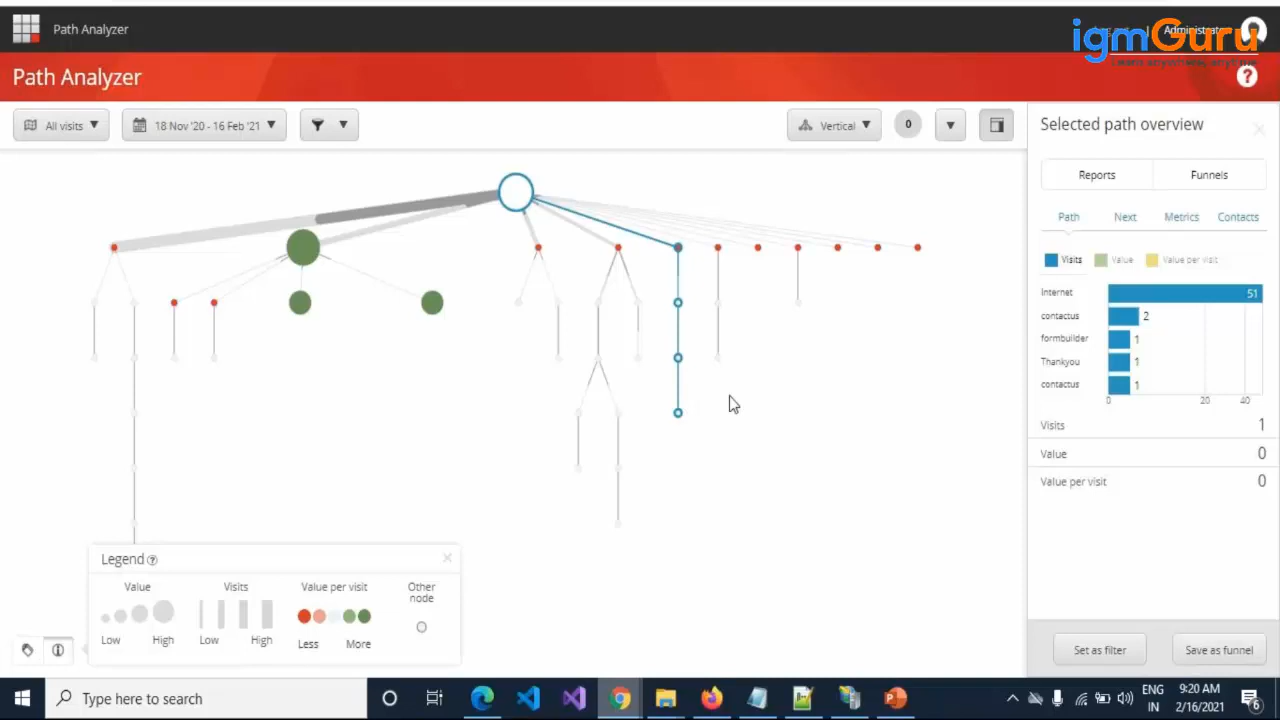 Path Analyzer
Administrator
igmGuru
Learn anywhere, anytime
Path Analyzer
?
All visits
18 Nov '20 - 16 Feb '21
Vertical
0
Selected path overview
Reports
Funnels
Path
Next
Metrics
Contacts
Visits
Value
Value per visit
Internet
51
contactus
2
formbuilder
1
Thankyou
1
contactus
1
0
20
40
Visits
1
Value
0
Value per visit
0
Legend
Value
Visits
Value per visit
Other
node
Low
High
Low
High
Less
More
Set as filter
Save as funnel
Type here to search
ENG
IN
9:20 AM
2/16/2021
6